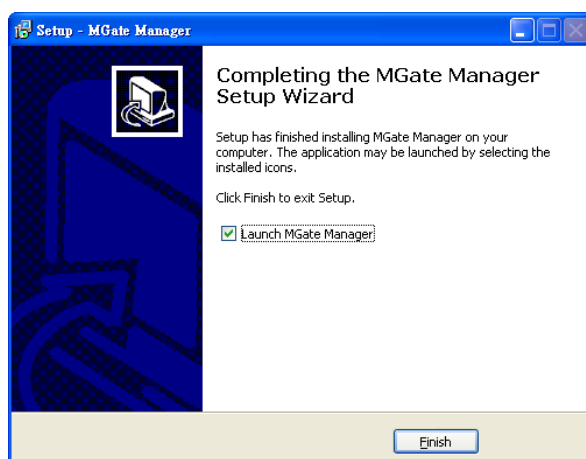 Setup - MGate Manager
Completing the MGate Manager
Setup Wizard
Setup has finished installing MGate Manager on your
computer. The application may be launched by selecting the
installed icons.
Click Finish to exit Setup.
Launch MGate Manager
Finish